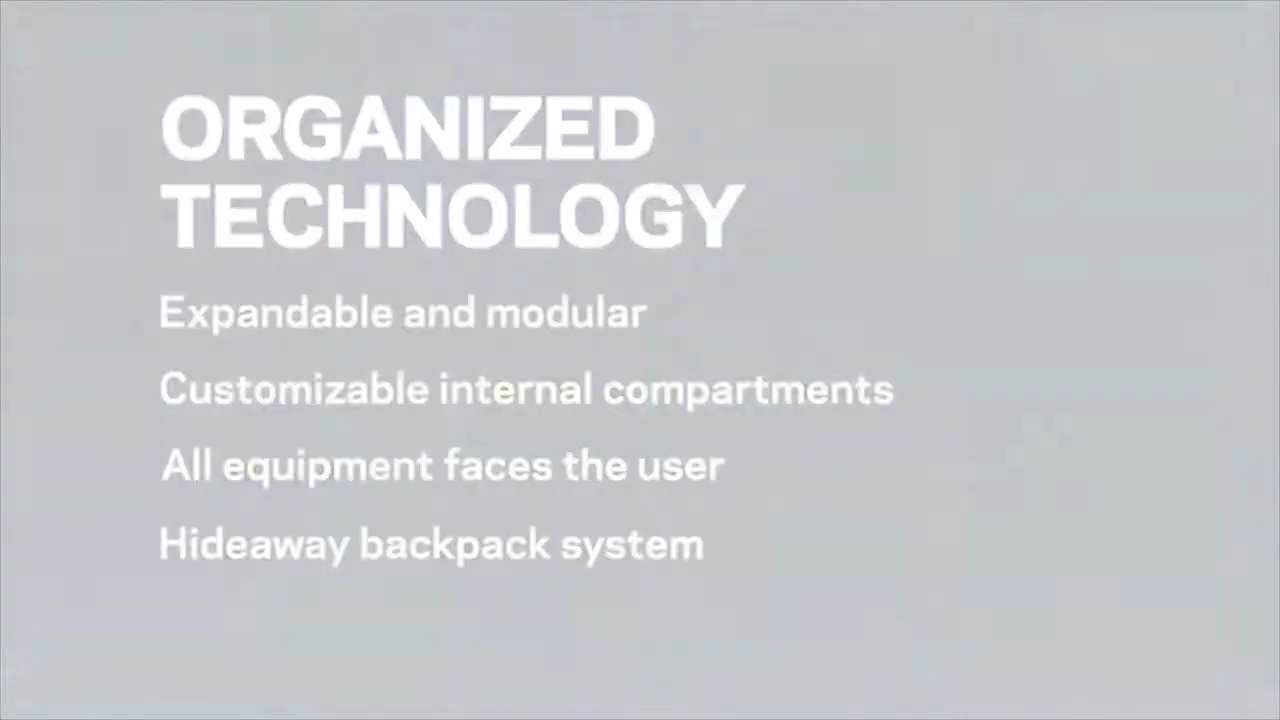 ORGANIZED
TECHNOLOGY
Expandable and modular
Customizable internal compartments
All equipment faces the user
Hideaway backpack system